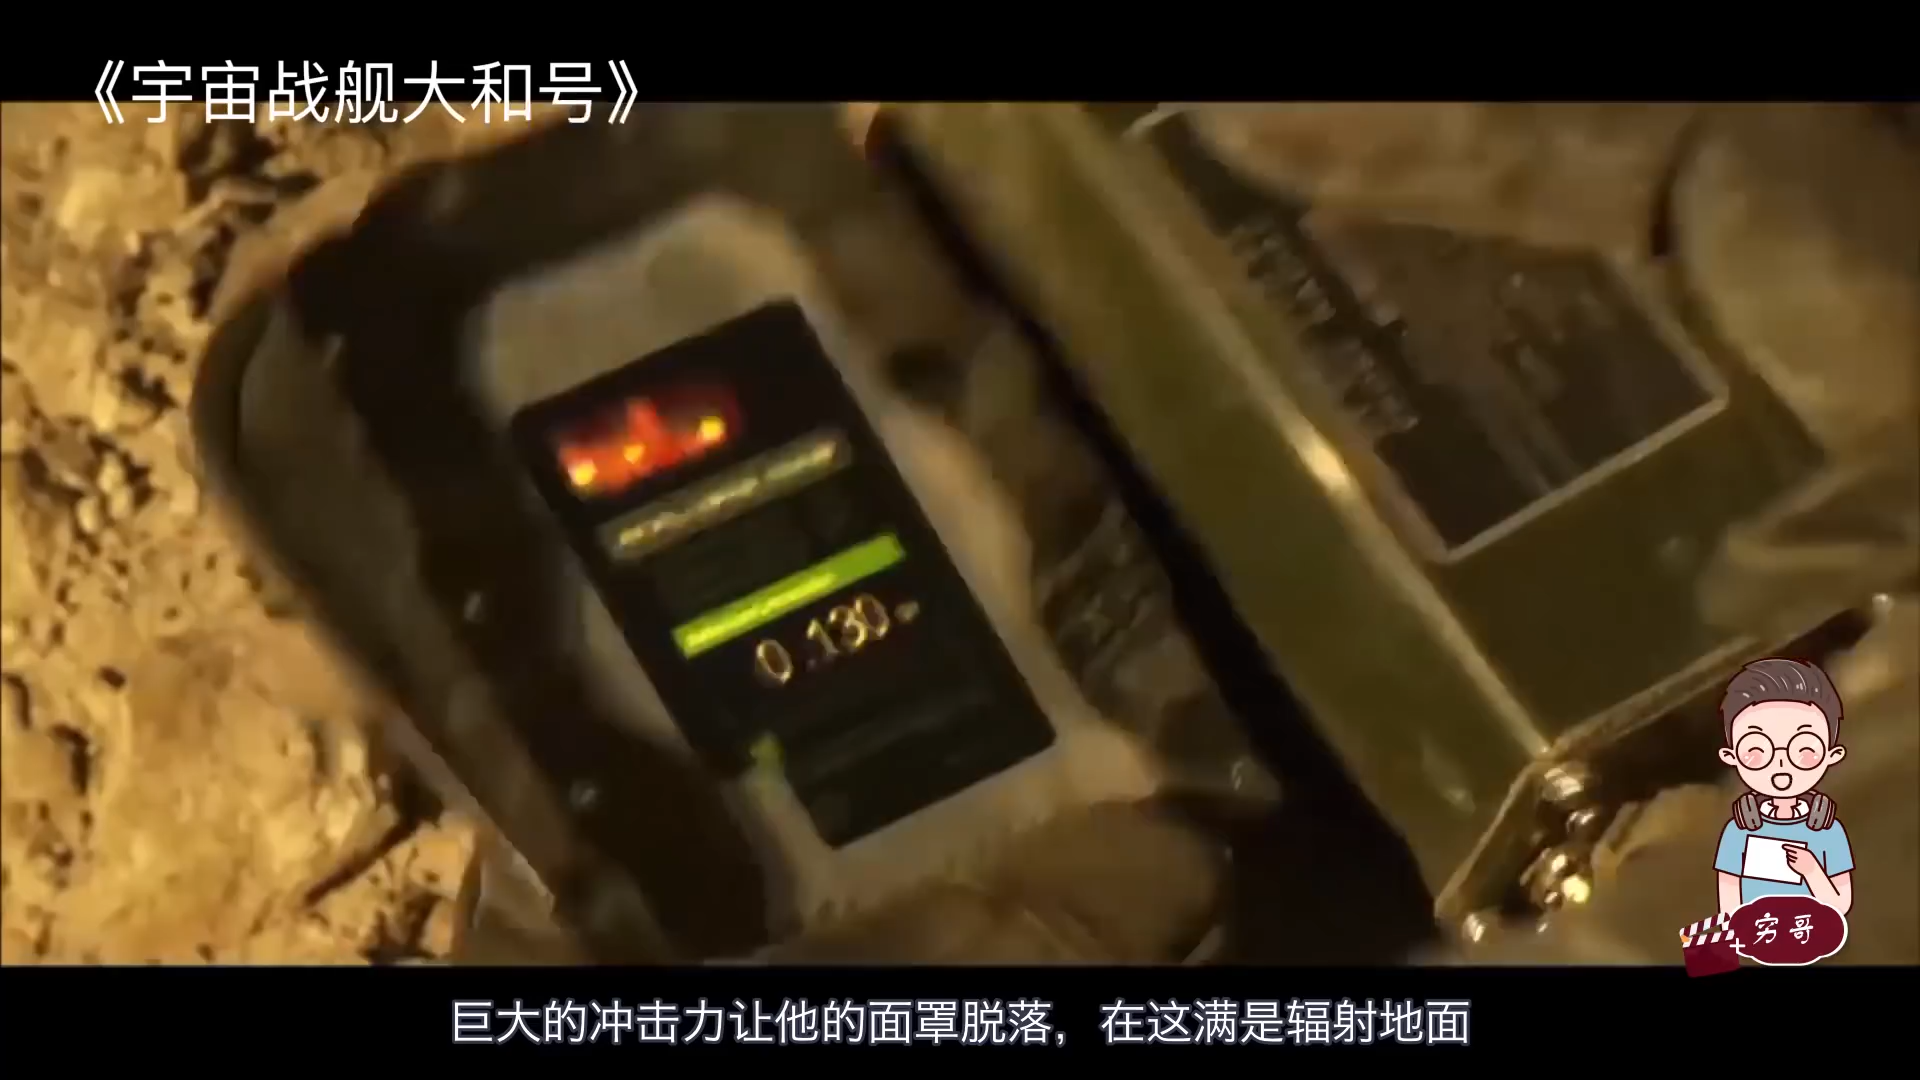 《宇宙战舰大和号》
0.130
穷哥
巨大的冲击力让他的面罩脱落，在这满是辐射地面